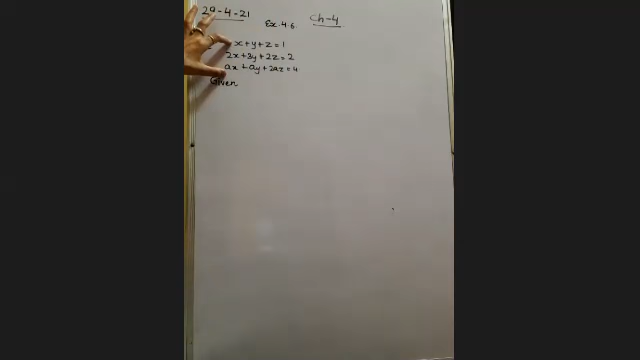 29-4-21
Ch-4
Ex. 4.6.
x+y+z=1
2x+3y+2z=2
ax+ay+2az=4
Given